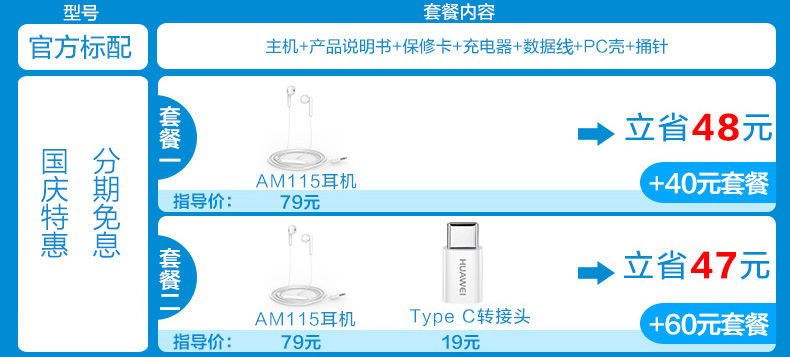 型号
套餐内容
官方标配
主机+产品说明书+保修卡+充电器+数据线+PC壳+捅针
国庆特惠
分期免息
套餐一
AM115耳机
指导价：
79元
立省48元
+40元套餐
套餐二
HUAWEI
AM115耳机
Type C转接头
指导价：
79元
19元
立省47元
+60元套餐